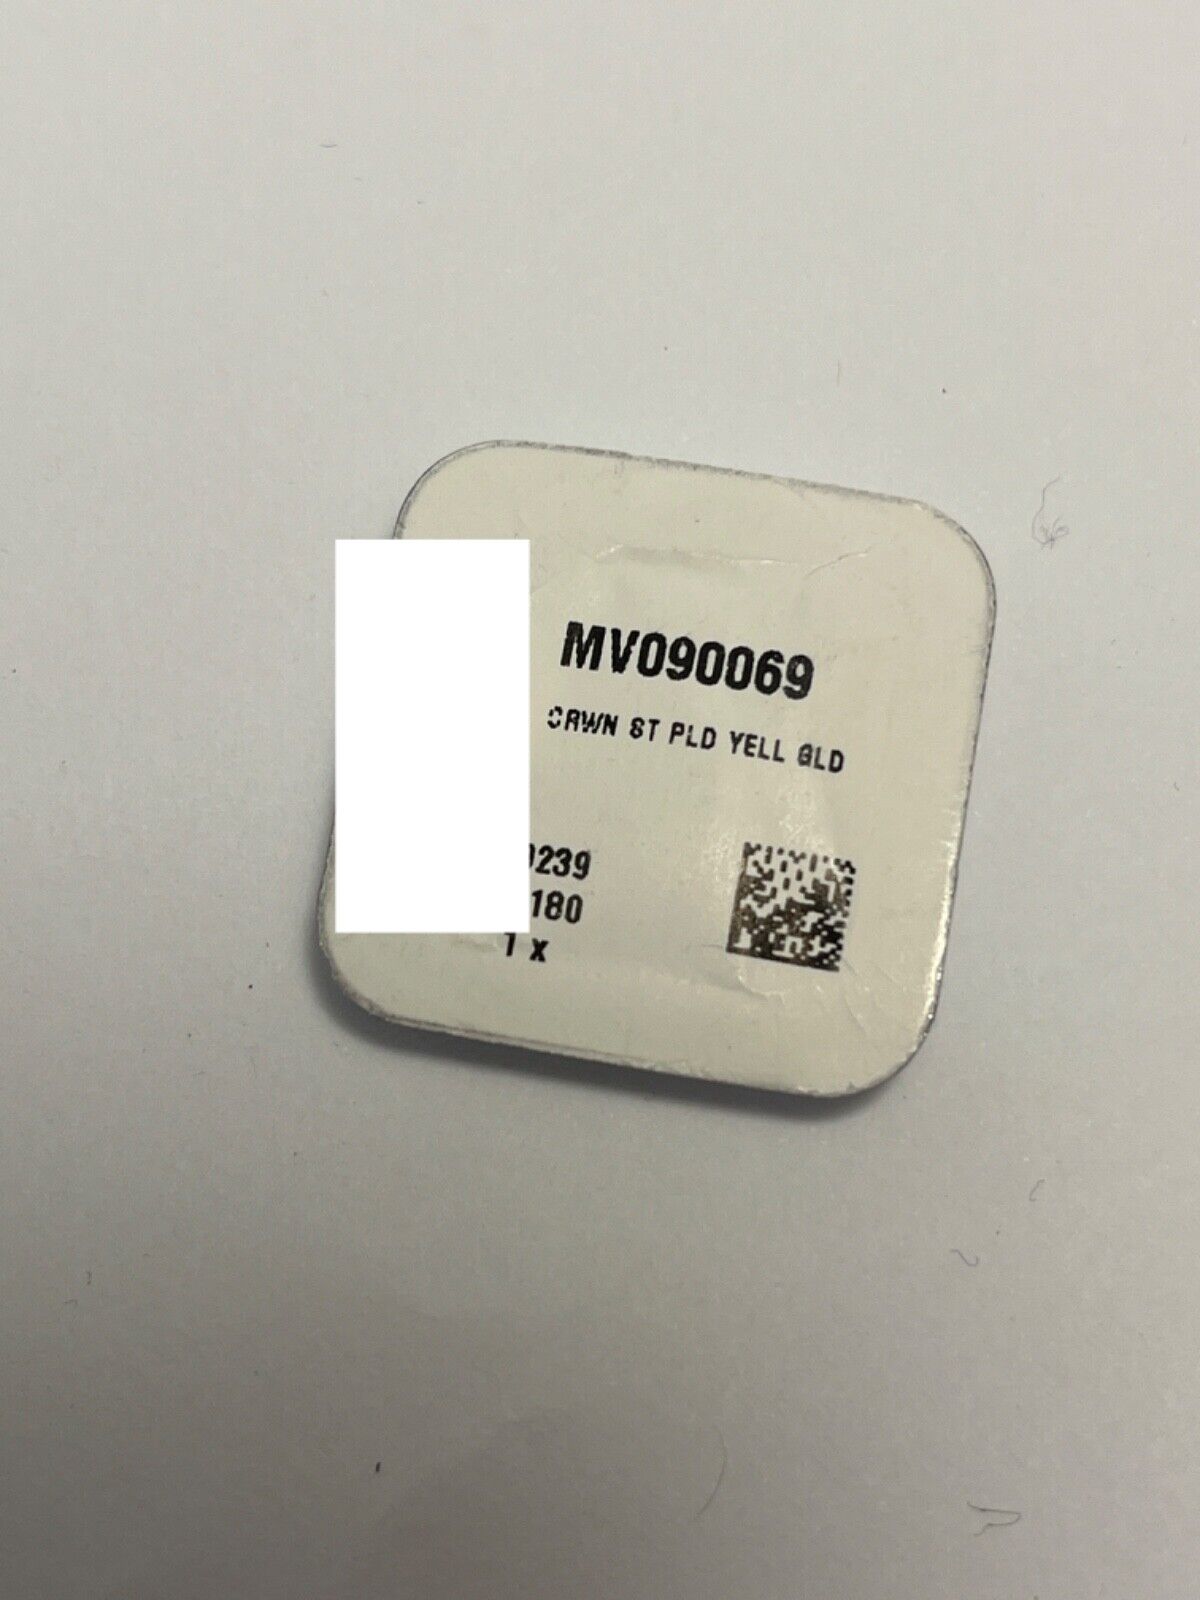 MV090069
CRWN ST PLD YELL GLD
239
180
1 x